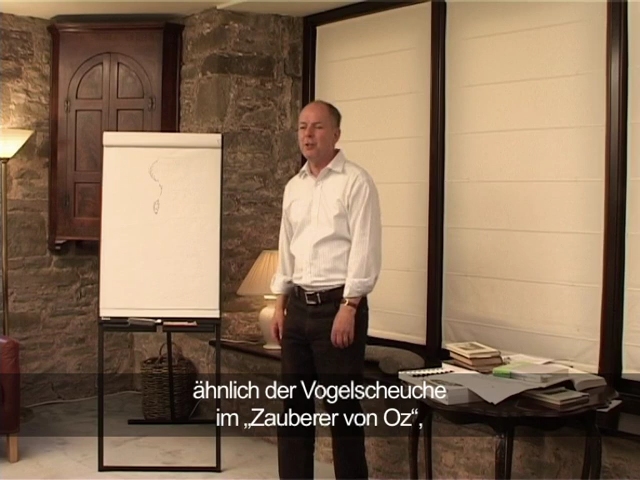 ähnlich der Vogelscheuche
im „Zauberer von Oz“,